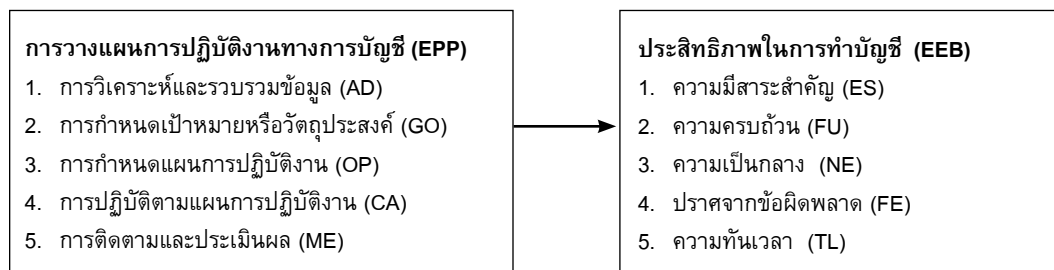 การวางแผนการปฏิบัติงานทางการบัญชี (EPP)
1. การวิเคราะห์และรวบรวมข้อมูล (AD)
2. การกำหนดเป้าหมายหรือวัตถุประสงค์ (GO)
3. การกำหนดแผนการปฏิบัติงาน (OP)
4. การปฏิบัติตามแผนการปฏิบัติงาน (CA)
5. การติดตามและประเมินผล (ME)
ประสิทธิภาพในการทำบัญชี (EEB)
1. ความมีสาระสำคัญ (ES)
2. ความครบถ้วน (FU)
3. ความเป็นกลาง (NE)
4. ปราศจากข้อผิดพลาด (FE)
5. ความทันเวลา (TL)